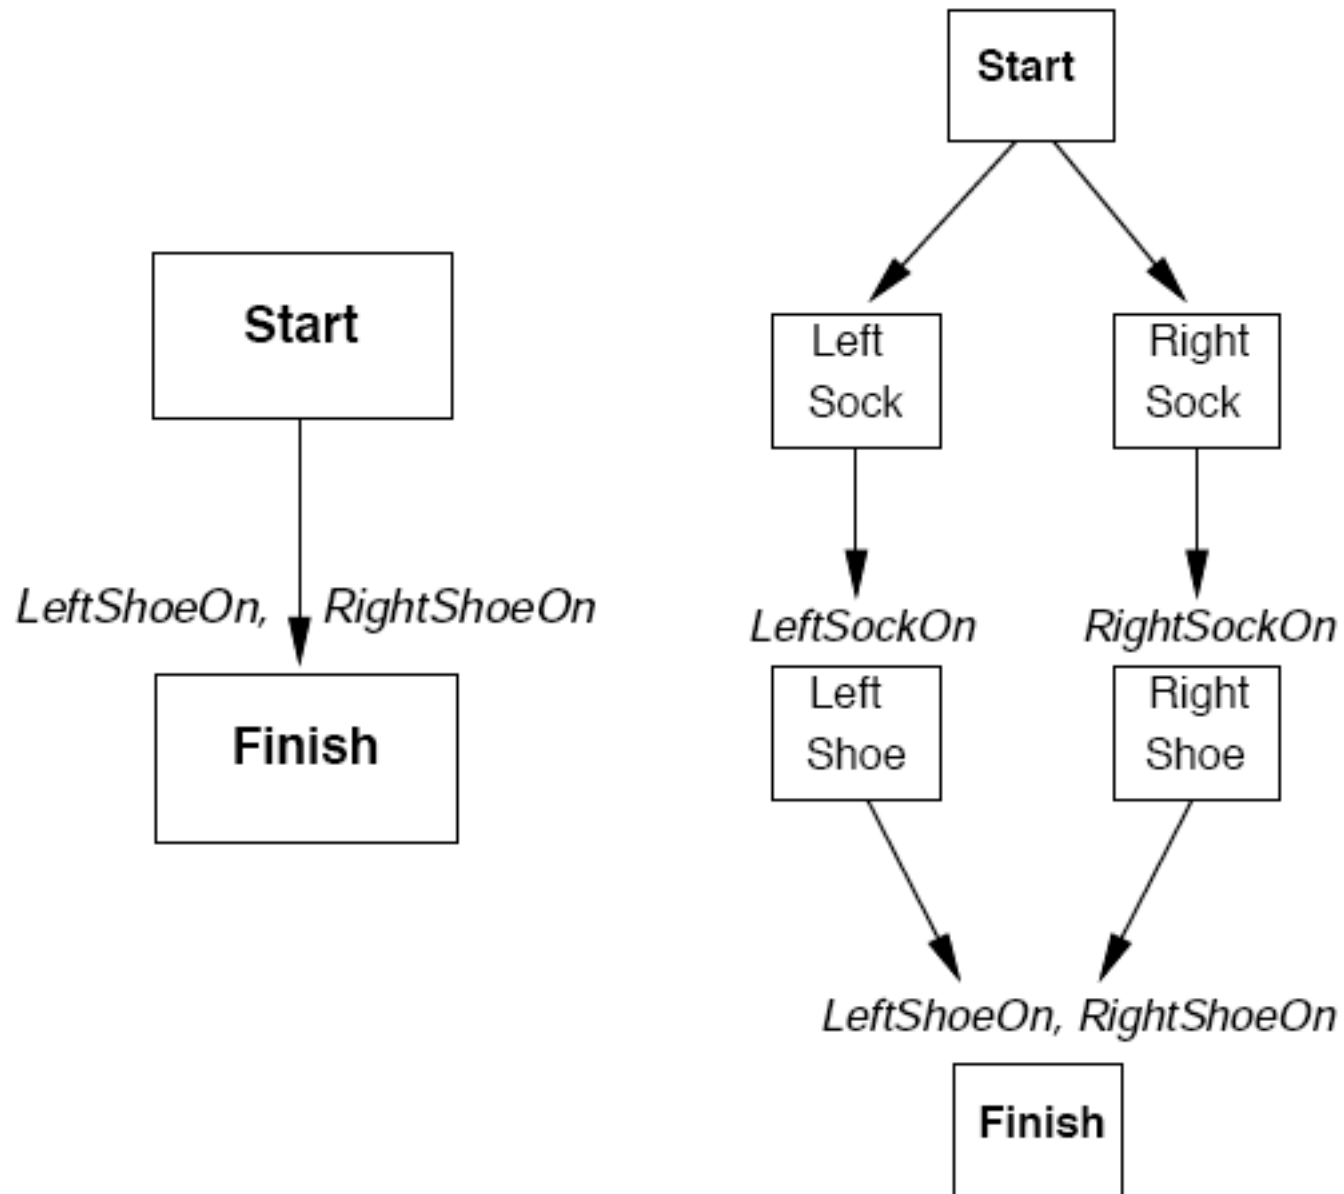 Start
LeftShoeOn, RightShoeOn
Finish
Start
Left
Sock
Right
Sock
LeftSockOn
RightSockOn
Left
Shoe
Right
Shoe
LeftShoeOn, RightShoeOn
Finish